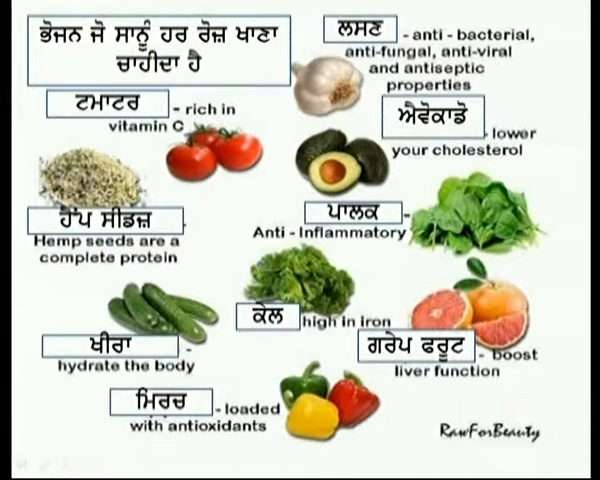 ਭੋਜਨ ਜੋ ਸਾਨੂੰ ਹਰ ਰੋਜ਼ ਖਾਣਾ
ਚਾਹੀਦਾ ਹੈ
ਲਸਣ - anti - bacterial,
anti-fungal, anti-viral
and antiseptic
properties
ਟਮਾਟਰ - rich in
vitamin C
ਐਵੋਕਾਡੋ lower
your cholesterol
ਹੈਂਪ ਸੀਡਜ਼
Hemp seeds are a
complete protein
ਪਾਲਕ -
Anti - Inflammatory
ਕੇਲ high in iron
ਖੀਰਾ -
hydrate the body
ਗਰੇਪ ਫਰੂਟ - boost
liver function
ਮਿਰਚ - loaded
with antioxidants
RawForBeauty